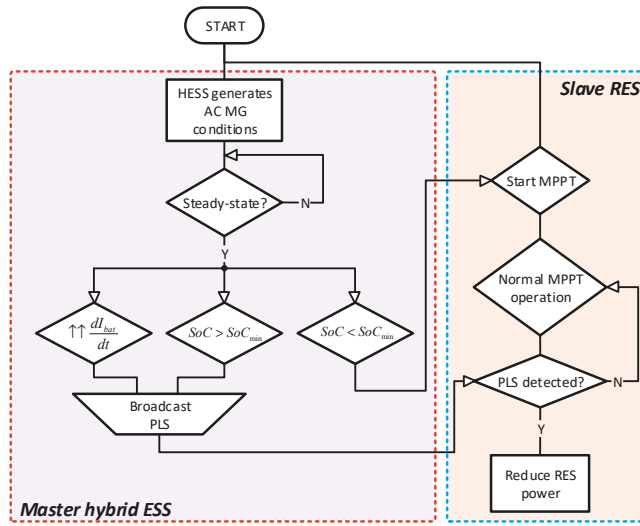 START
Slave RES
HESS generates
AC MG
conditions
Steady-state?
N
Y
Start MPPT
Normal MPPT
operation
↑↑ dI_bat/dt
SoC > SoC_min
SoC < SoC_min
PLS detected?
N
Y
Broadcast
PLS
Reduce RES
power
Master hybrid ESS